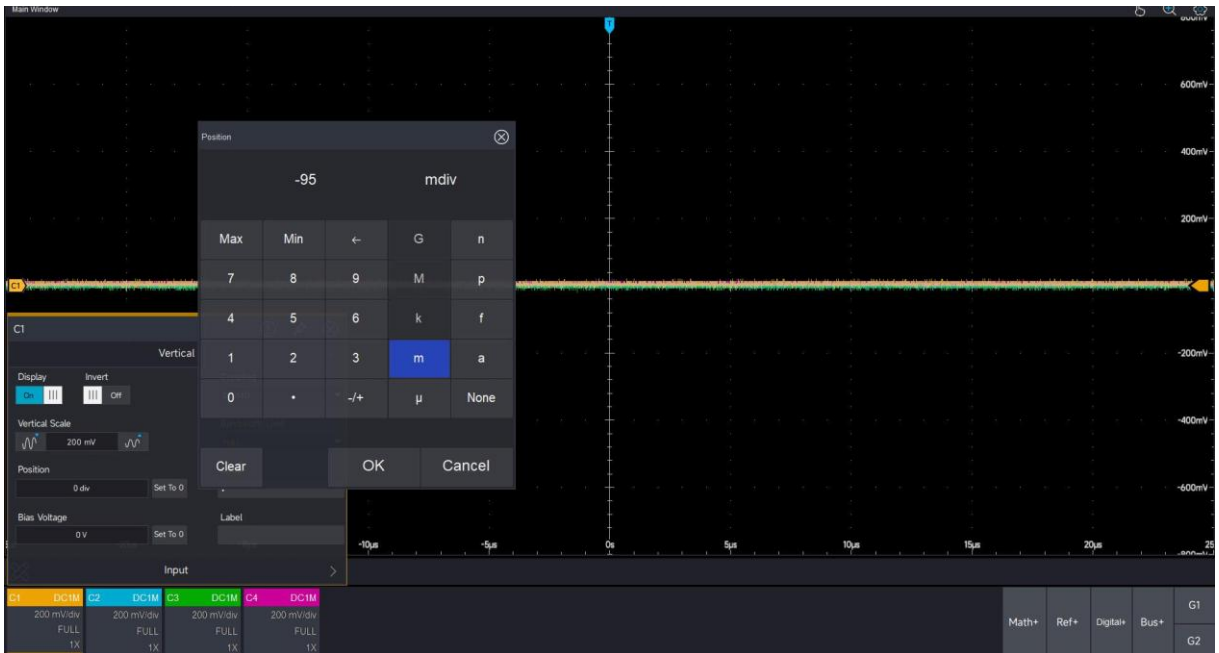 Main Window
T
800mV
600mV
400mV
200mV
-200mV
-400mV
-600mV
-800mV
Position
-95 mdiv
Max Min ← G n
7 8 9 M p
4 5 6 k f
1 2 3 m a
0 . -/+ µ None
Clear OK Cancel
C1
C1
Vertical
Display Invert
On Off
Vertical Scale
200 mV
Position
0 div Set To 0
Bias Voltage Label
0 V Set To 0
Input >
-10µs -5µs 0s 5µs 10µs 15µs 20µs 25
C1 DC1M C2 DC1M C3 DC1M C4 DC1M
200 mV/div 200 mV/div 200 mV/div 200 mV/div
FULL FULL FULL FULL
1X 1X 1X 1X
Math+ Ref+ Digital+ Bus+ G1
G2